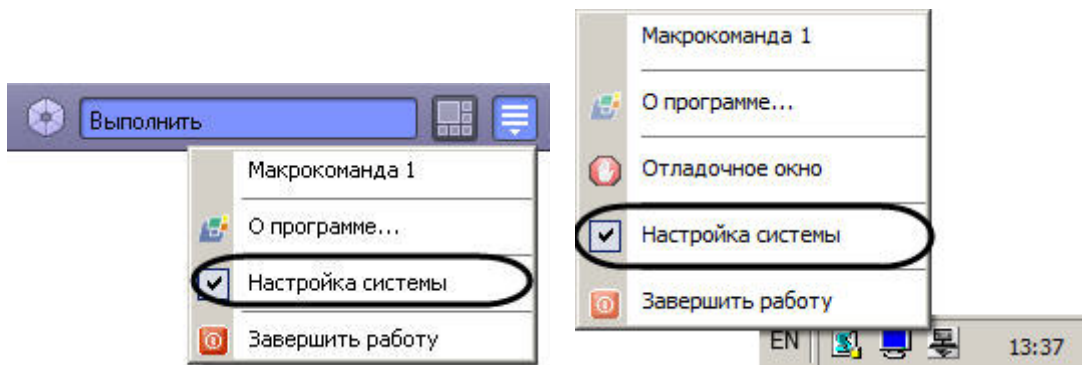 Выполнить
Макрокоманда 1
О программе...
Настройка системы
Завершить работу
Макрокоманда 1
О программе...
Отладочное окно
Настройка системы
Завершить работу
EN
13:37